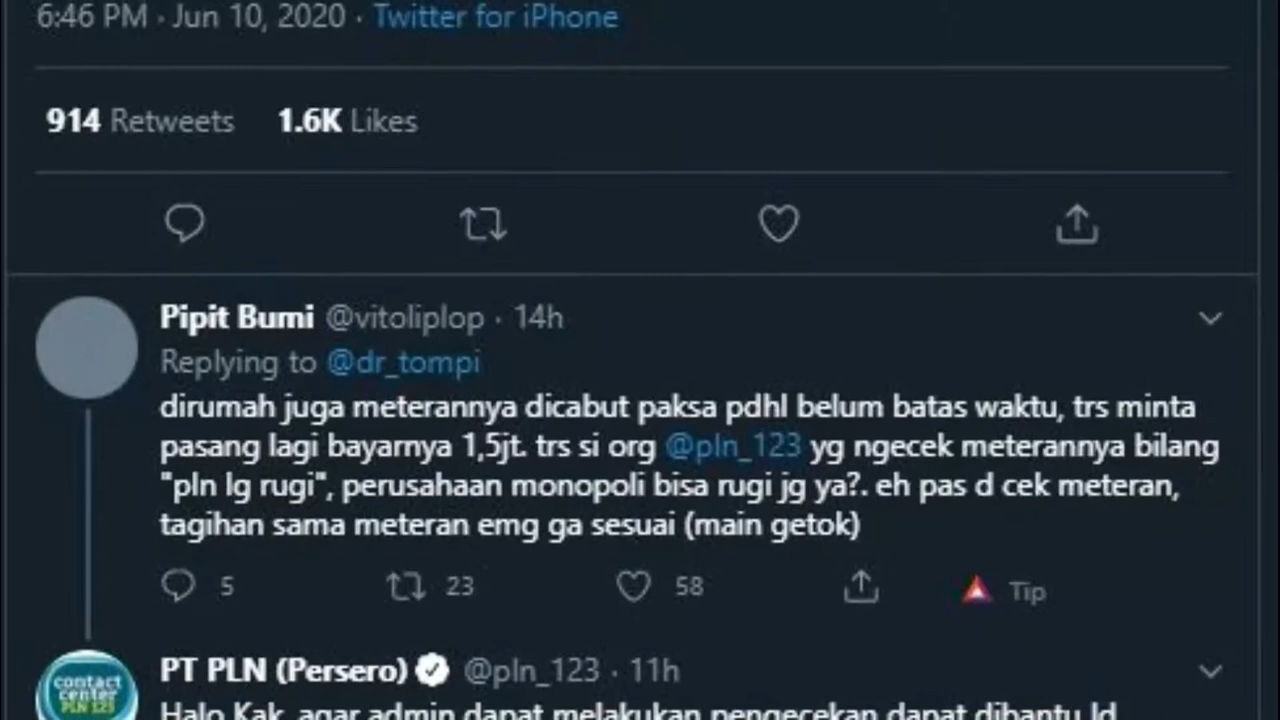 6:46 PM · Jun 10, 2020 · Twitter for iPhone
914 Retweets 1.6K Likes
Pipit Bumi @vitoliplop · 14h
Replying to @dr_tompi
dirumah juga meterannya dicabut paksa pdhl belum batas waktu, trs minta
pasang lagi bayarnya 1,5jt. trs si org @pln_123 yg ngecek meterannya bilang
"pln lg rugi", perusahaan monopoli bisa rugi jg ya?. eh pas d cek meteran,
tagihan sama meteran emg ga sesuai (main getok)
5 23 58 Tip
PT PLN (Persero) @pln_123 · 11h
contact
center
PLN 123
Halo Kak, agar admin dapat melakukan pengecekan dapat dibantu Id